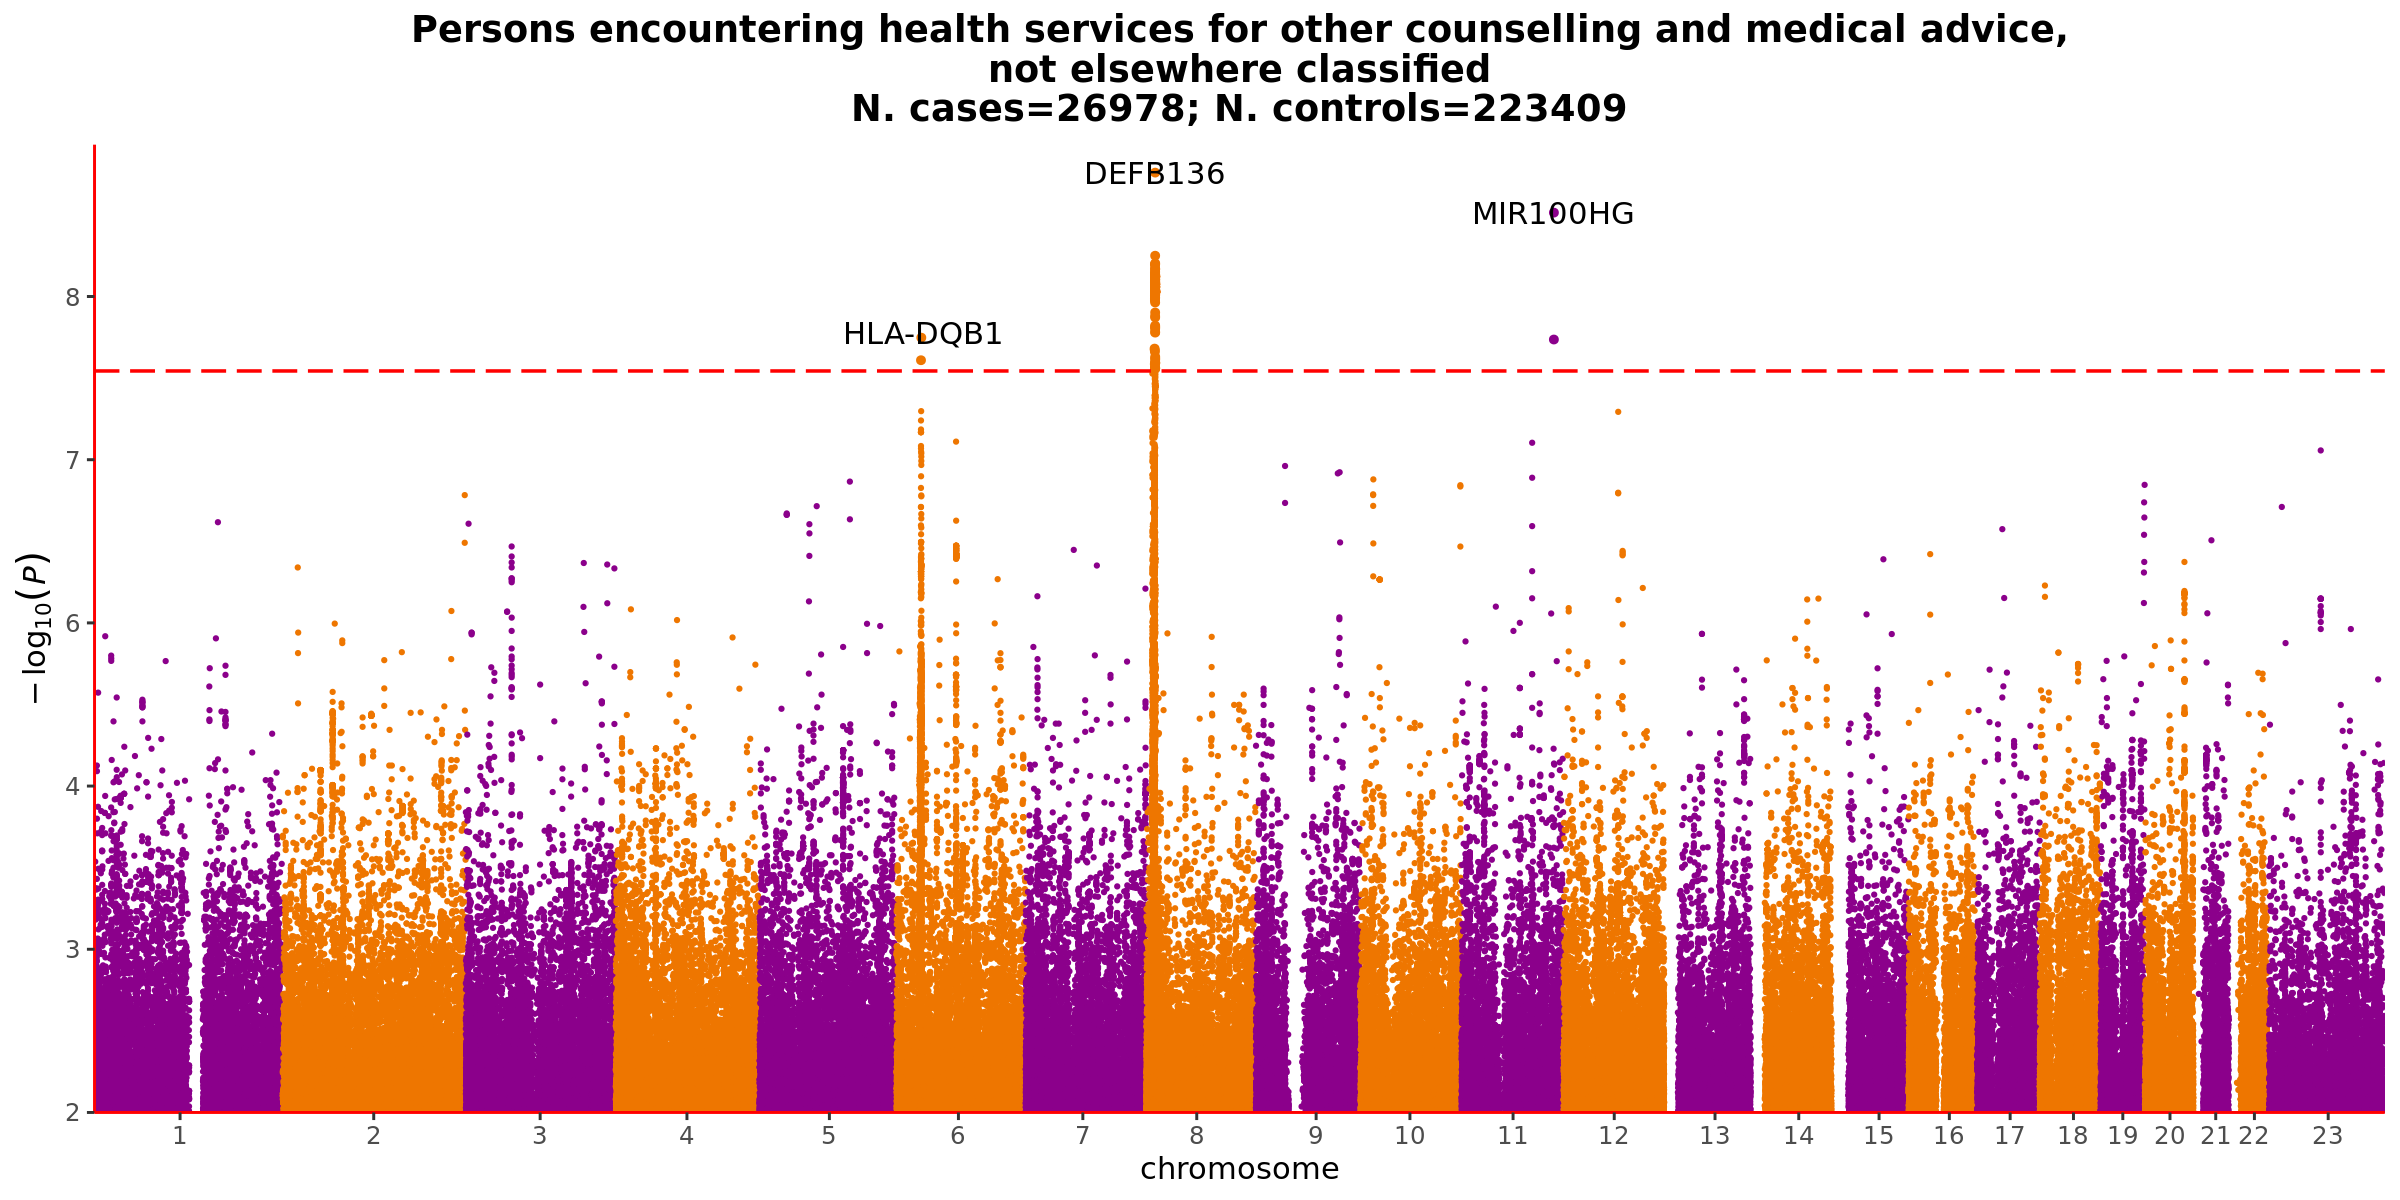 Persons encountering health services for other counselling and medical advice,
not elsewhere classified
N. cases=26978; N. controls=223409
DEFB136
MIR100HG
HLA-DQB1
8
7
6
4
3
2
−log10(P)
1 2 3 4 5 6 7 8 9 10 11 12 13 14 15 16 17 18 19 20 21 22 23
chromosome